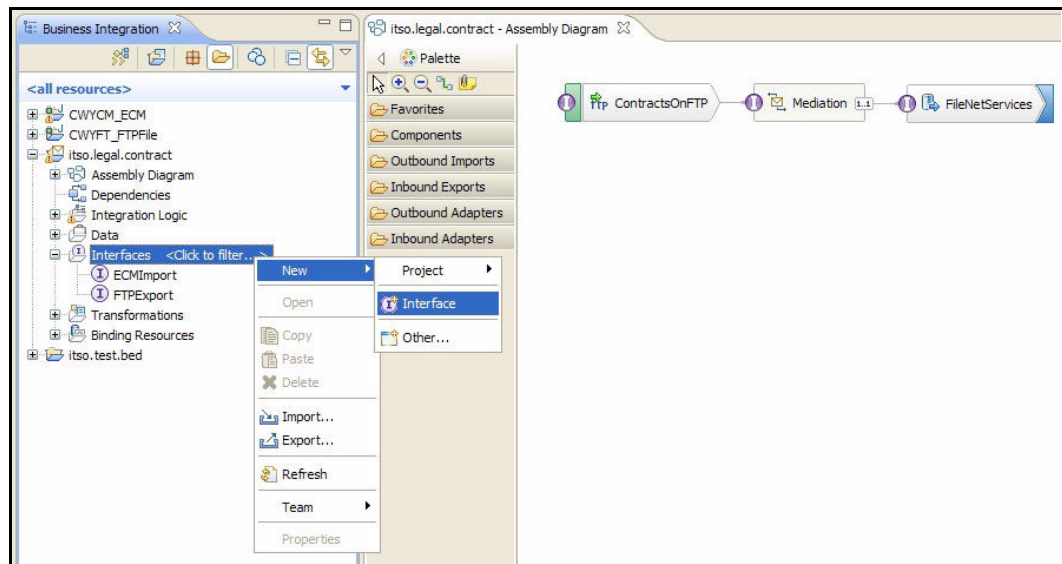 Business Integration
itso.legal.contract - Assembly Diagram
Palette
<all resources>
CWYCM_ECM
CWYFT_FTPFile
itso.legal.contract
Assembly Diagram
Dependencies
Integration Logic
Data
Interfaces <Click to filter...>
ECMImport
FTPExport
Transformations
Binding Resources
itso.test.bed
Favorites
Components
Outbound Imports
Inbound Exports
Outbound Adapters
Inbound Adapters
New
Open
Copy
Paste
Delete
Import...
Export...
Refresh
Team
Properties
Project
Interface
Other...
FTP ContractsOnFTP
Mediation 1..1
FileNetServices